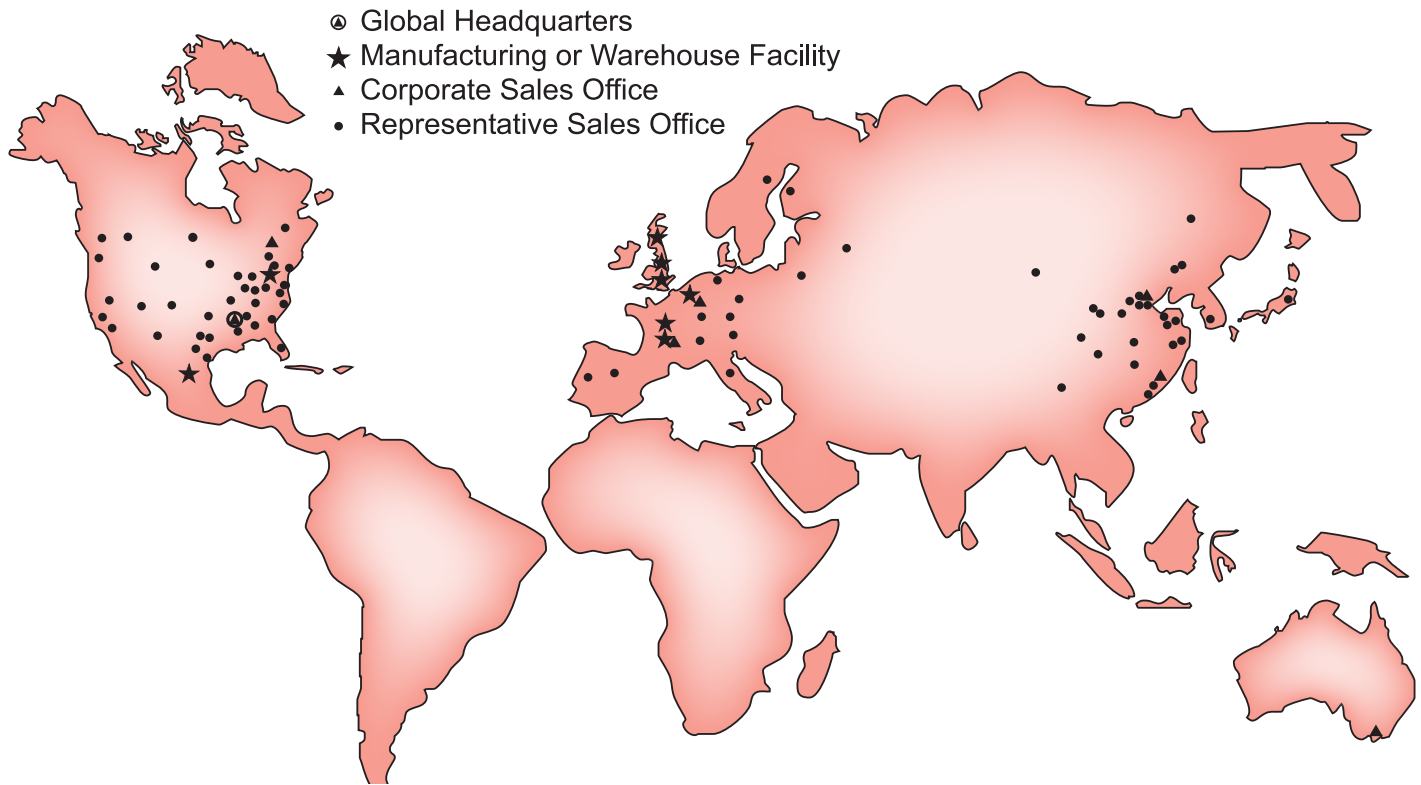 Global Headquarters
Manufacturing or Warehouse Facility
Corporate Sales Office
Representative Sales Office